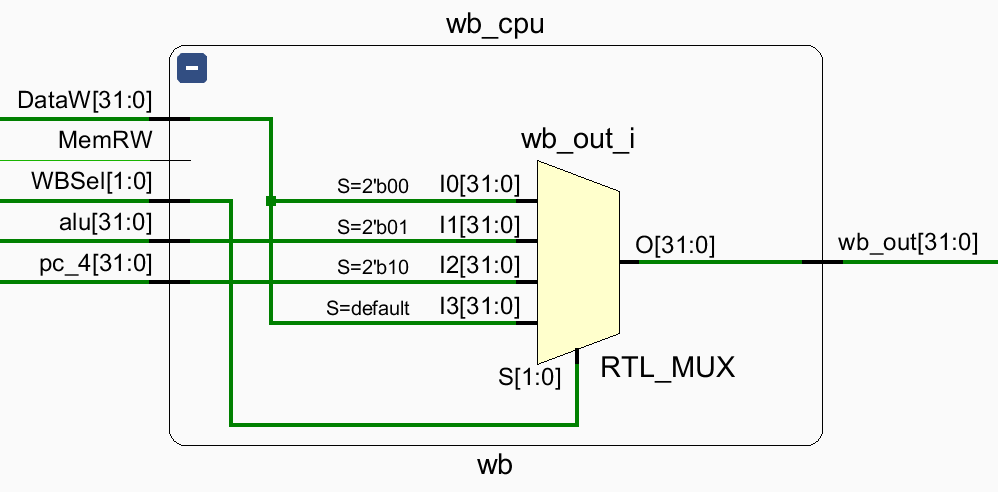 wb_cpu
DataW[31:0]
MemRW
WBSel[1:0]
alu[31:0]
pc_4[31:0]
wb_out_i
S=2'b00 I0[31:0]
S=2'b01 I1[31:0]
S=2'b10 I2[31:0]
S=default I3[31:0]
S[1:0]
O[31:0]
RTL_MUX
wb_out[31:0]
wb